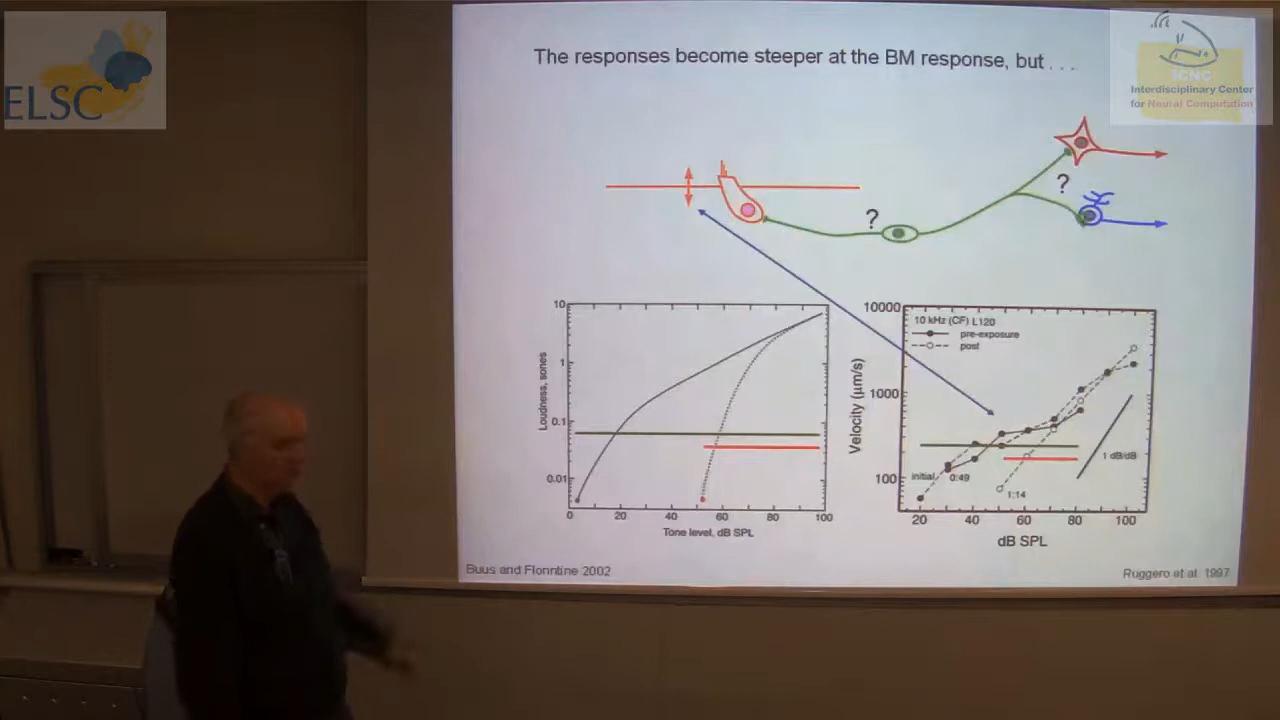 ELSC
ICNC
Interdisciplinary Center
for Neural Computation
The responses become steeper at the BM response, but . . .
?
?
10
1
0.1
0.01
0
20
40
60
80
100
Loudness, sones
Tone level, dB SPL
10000
1000
100
Velocity (µm/s)
10 kHz (CF) L120
pre-exposure
post
initial
0:49
1:14
1 dB/dB
20
40
60
80
100
dB SPL
Buus and Florintine 2002
Ruggero et al. 1997